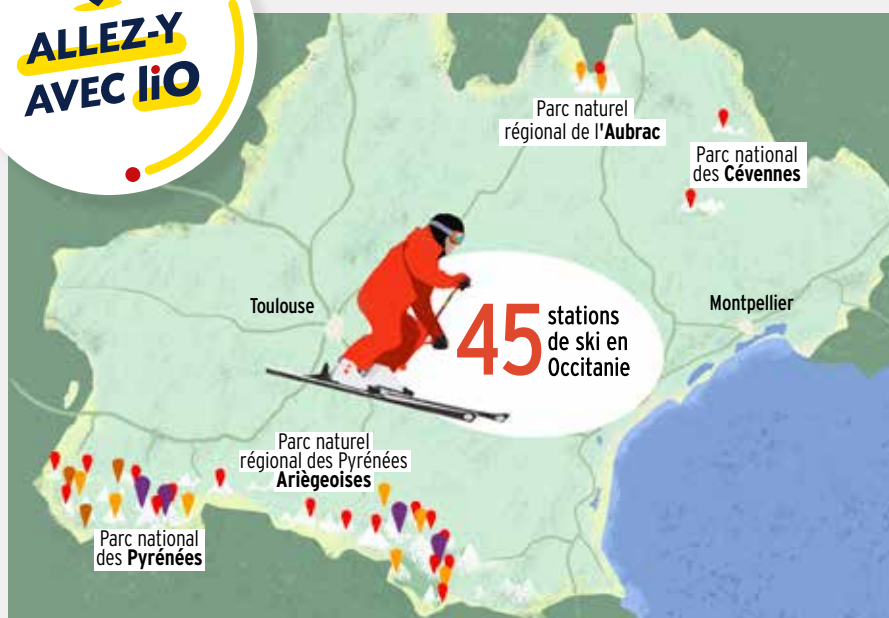 ALLEZ-Y
AVEC liO
Parc naturel
régional de l'Aubrac
Parc national
des Cévennes
Toulouse
45
stations
de ski en
Occitanie
Montpellier
Parc naturel
régional des Pyrénées
Ariègeoises
Parc national
des Pyrénées